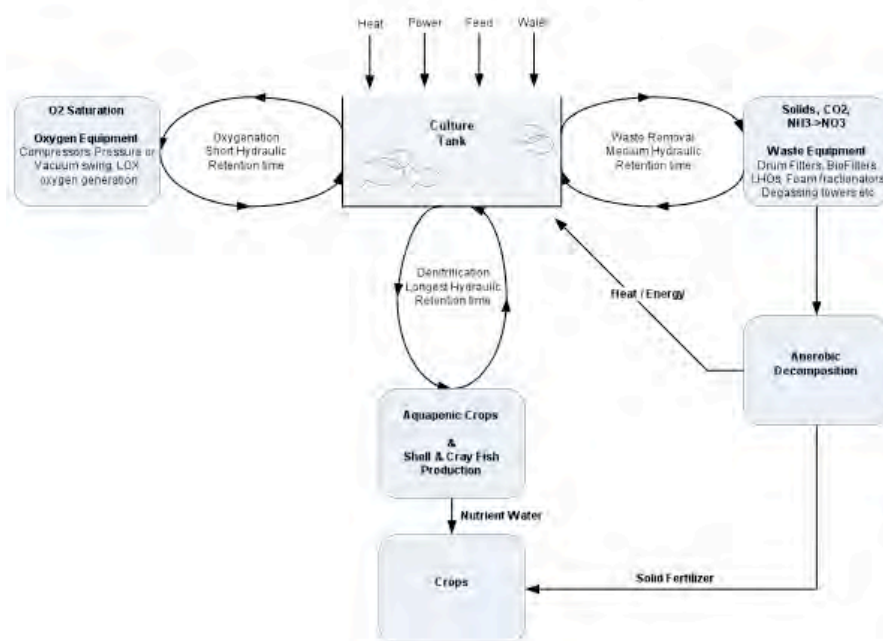 Heat Power Feed Water
O2 Saturation
Oxygen Equipment
Compressors Pressure or
Vacuum swing, LOX
oxygen generation
Oxygenation
Short Hydraulic
Retention time
Culture
Tank
Waste Removal
Medium Hydraulic
Retention time
Solids, CO2,
NH3->NO3
Waste Equipment
Drum Filters, BioFilters,
LHOs, Foam fractionators
Degassing towers etc
Denitrification
Longest Hydraulic
Retention time
Heat / Energy
Anerobic
Decomposition
Aquapenic Crops
&
Shell & Cray Fish
Production
Nutrient Water
Crops
Solid Fertilizer